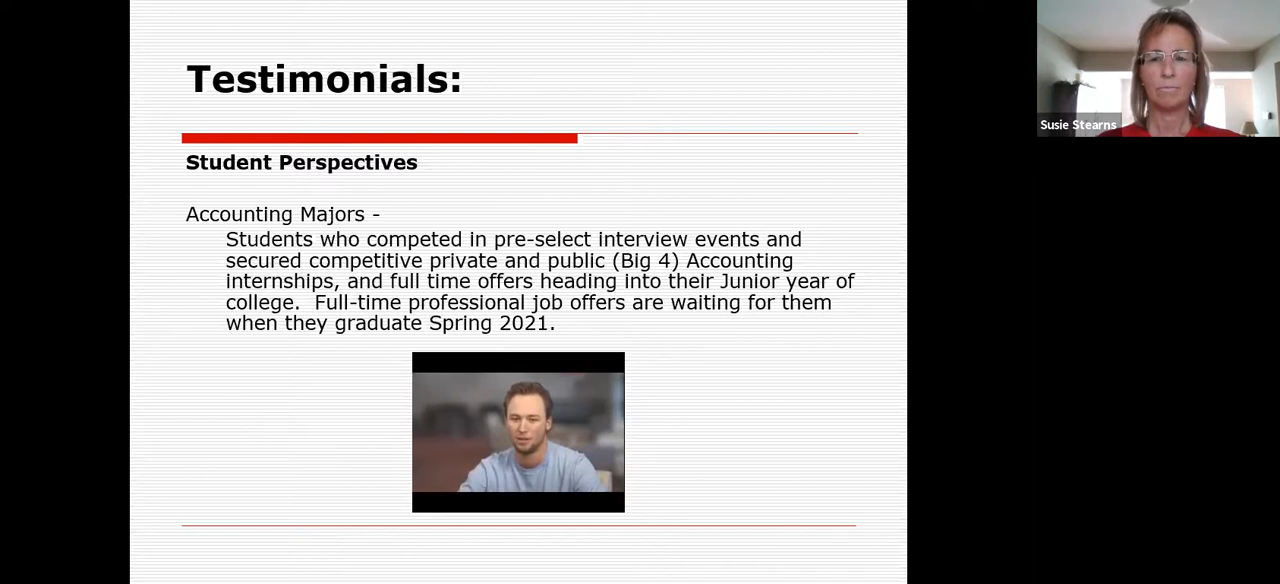 Testimonials:
Student Perspectives
Accounting Majors -
Students who competed in pre-select interview events and
secured competitive private and public (Big 4) Accounting
internships, and full time offers heading into their Junior year of
college.  Full-time professional job offers are waiting for them
when they graduate Spring 2021.
Susie Stearns